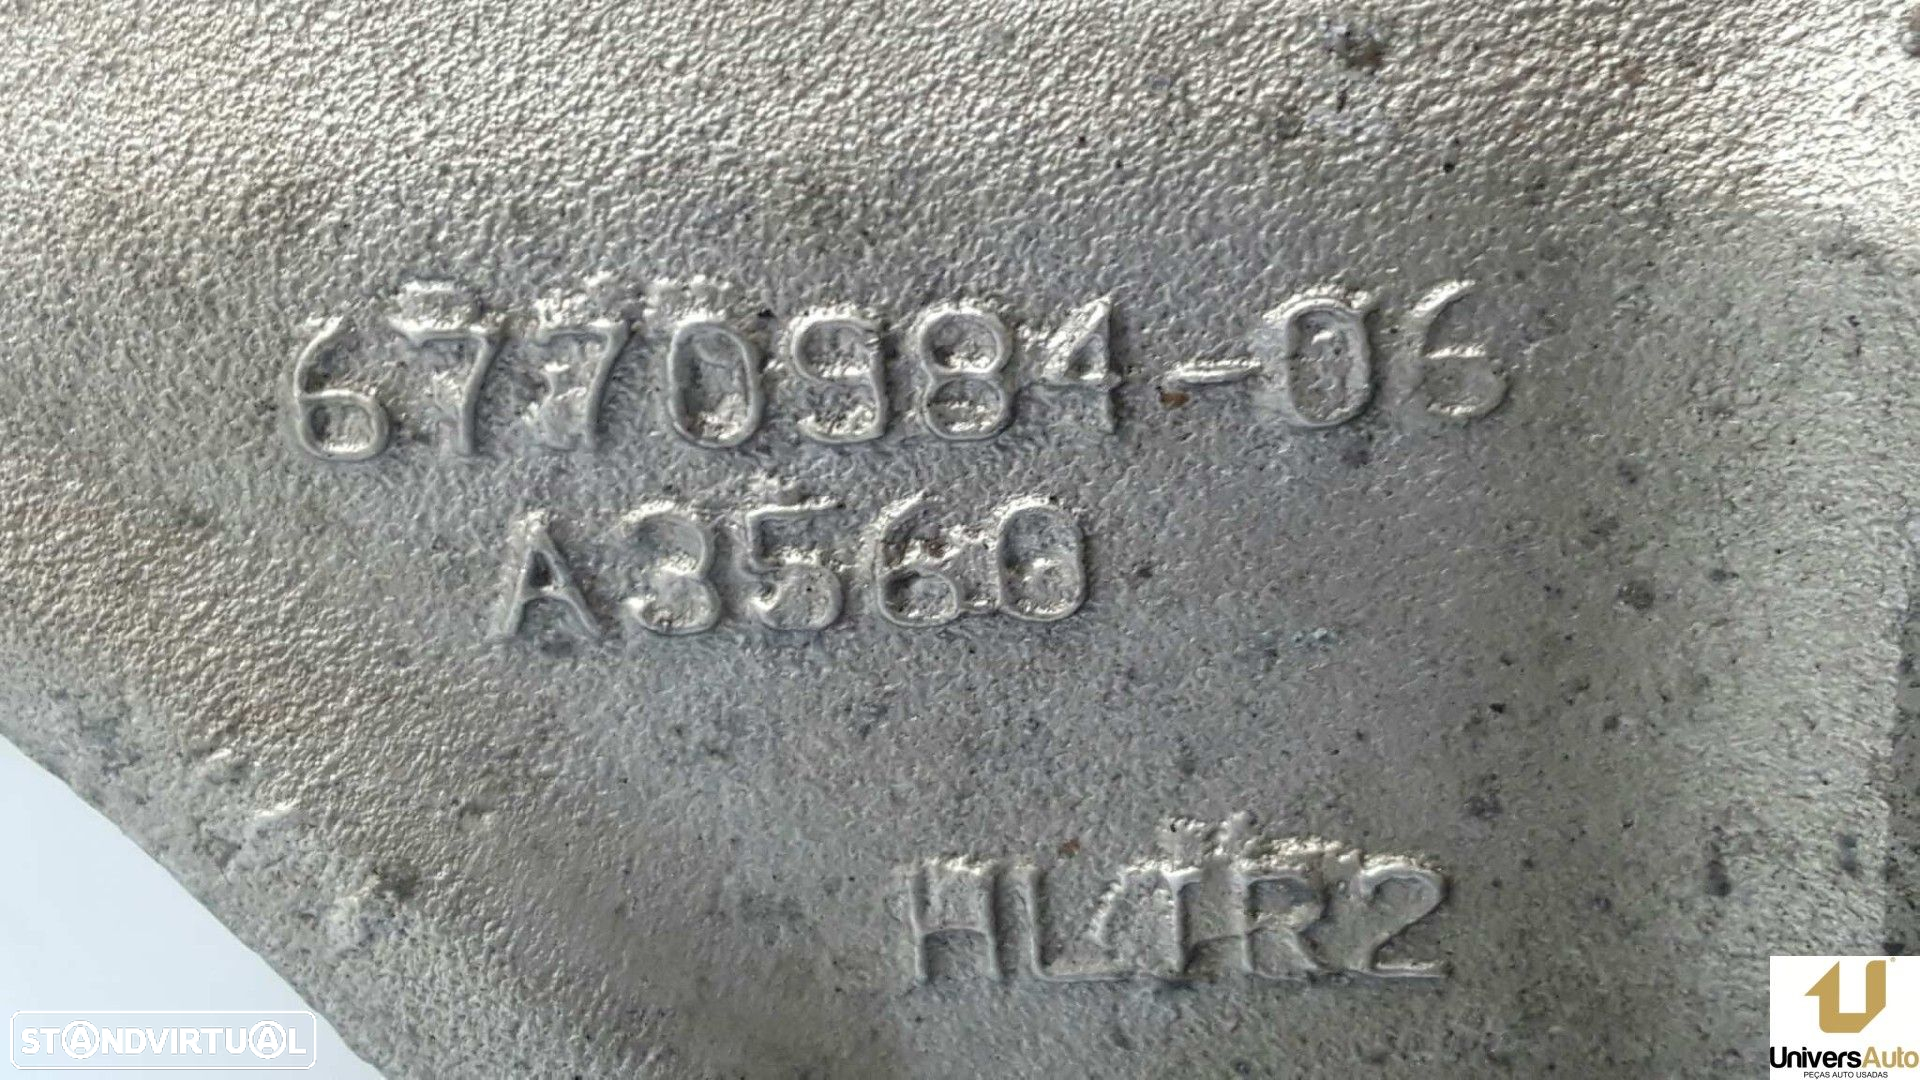 6770984-06
A3560
HL1R2
STANDVIRTUAL
UniversAuto
PEÇAS AUTO USADAS